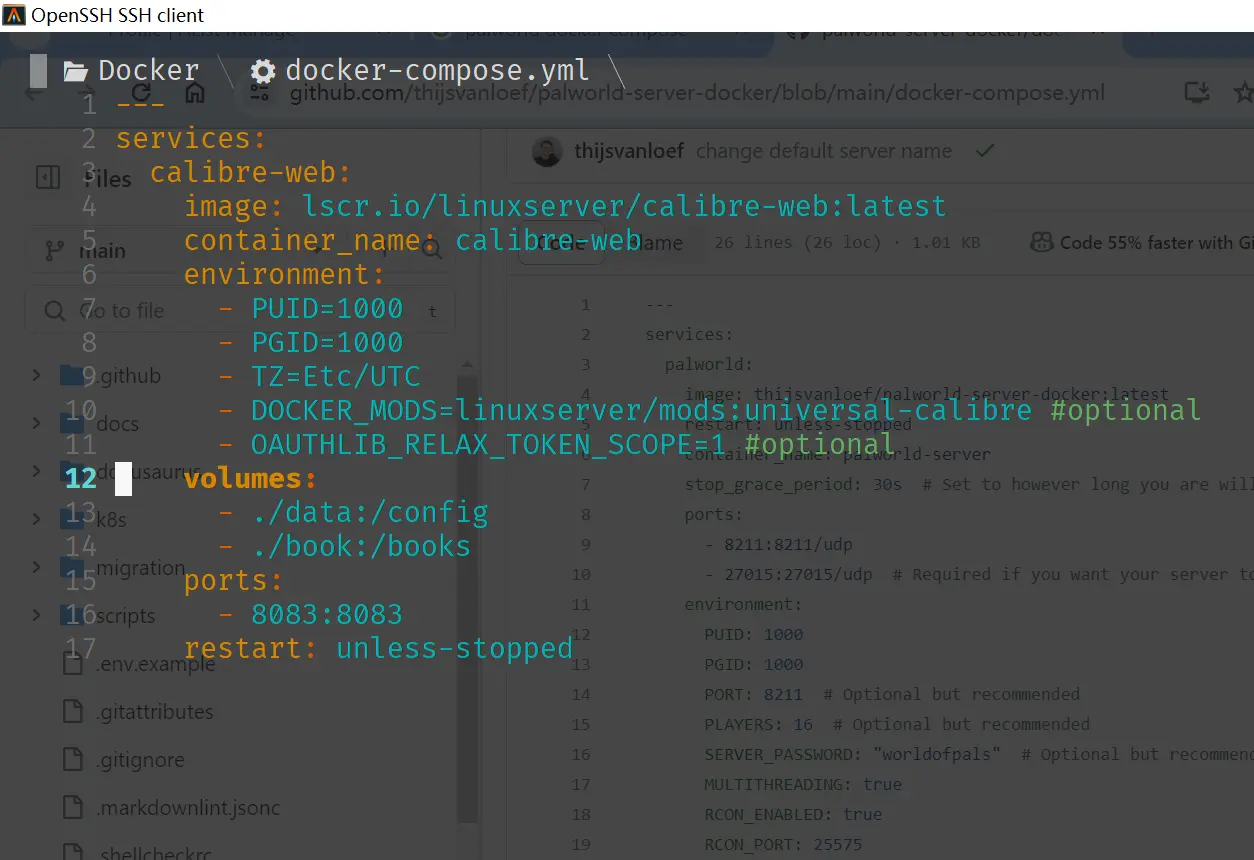 OpenSSH SSH client
Docker \ docker-compose.yml \
github.com/thijsvanloef/palworld-server-docker/blob/main/docker-compose.yml
1 ---
2 services:
3   calibre-web:
4     image: lscr.io/linuxserver/calibre-web:latest
5     container_name: calibre-web
6     environment:
7       - PUID=1000
8       - PGID=1000
9       - TZ=Etc/UTC
10       - DOCKER_MODS=linuxserver/mods:universal-calibre #optional
11       - OAUTHLIB_RELAX_TOKEN_SCOPE=1 #optional
12     volumes:
13       - ./data:/config
14       - ./book:/books
15     ports:
16       - 8083:8083
17     restart: unless-stopped
Files
main
Go to file
t
.github
docs
docusaurus
k8s
migration
scripts
.env.example
.gitattributes
.gitignore
.markdownlint.jsonc
.shellcheckrc
thijsvanloef change default server name
26 lines (26 loc) · 1.01 KB
Code 55% faster with
1 ---
2 services:
3   palworld:
4     image: thijsvanloef/palworld-server-docker:latest
5     restart: unless-stopped
6     container_name: palworld-server
7     stop_grace_period: 30s # Set to however long you are
8     ports:
9       - 8211:8211/udp
10       - 27015:27015/udp # Required if you want your server
11     environment:
12       PUID: 1000
13       PGID: 1000
14       PORT: 8211 # Optional but recommended
15       PLAYERS: 16 # Optional but recommended
16       SERVER_PASSWORD: "worldofpals" # Optional but
17       MULTITHREADING: true
18       RCON_ENABLED: true
19       RCON_PORT: 25575